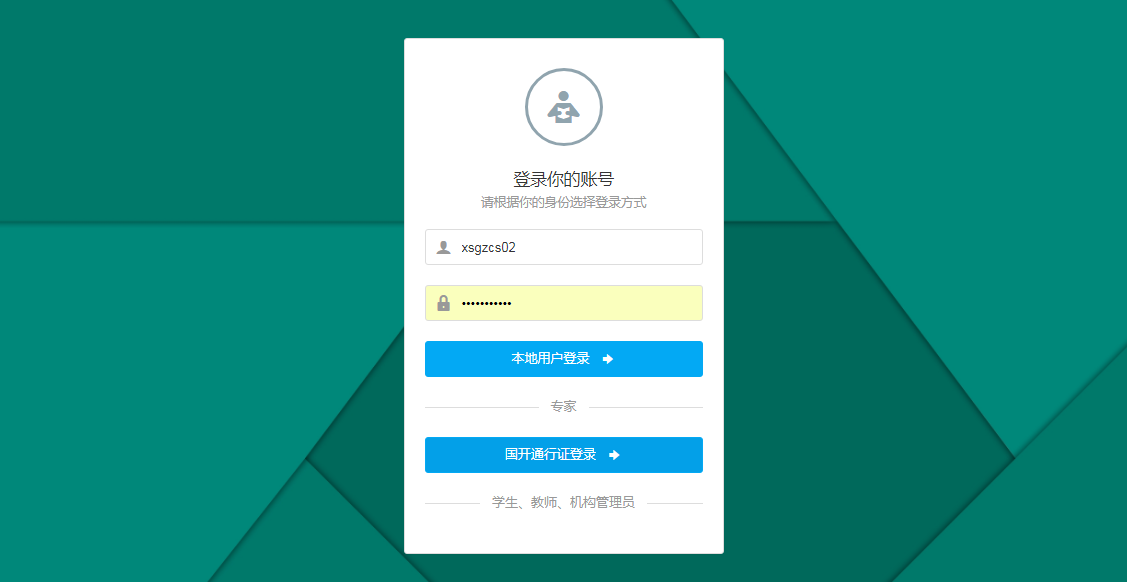 登录你的账号
请根据你的身份选择登录方式
xsgzcs02
•••••••••••
本地用户登录
专家
国开通行证登录
学生、教师、机构管理员